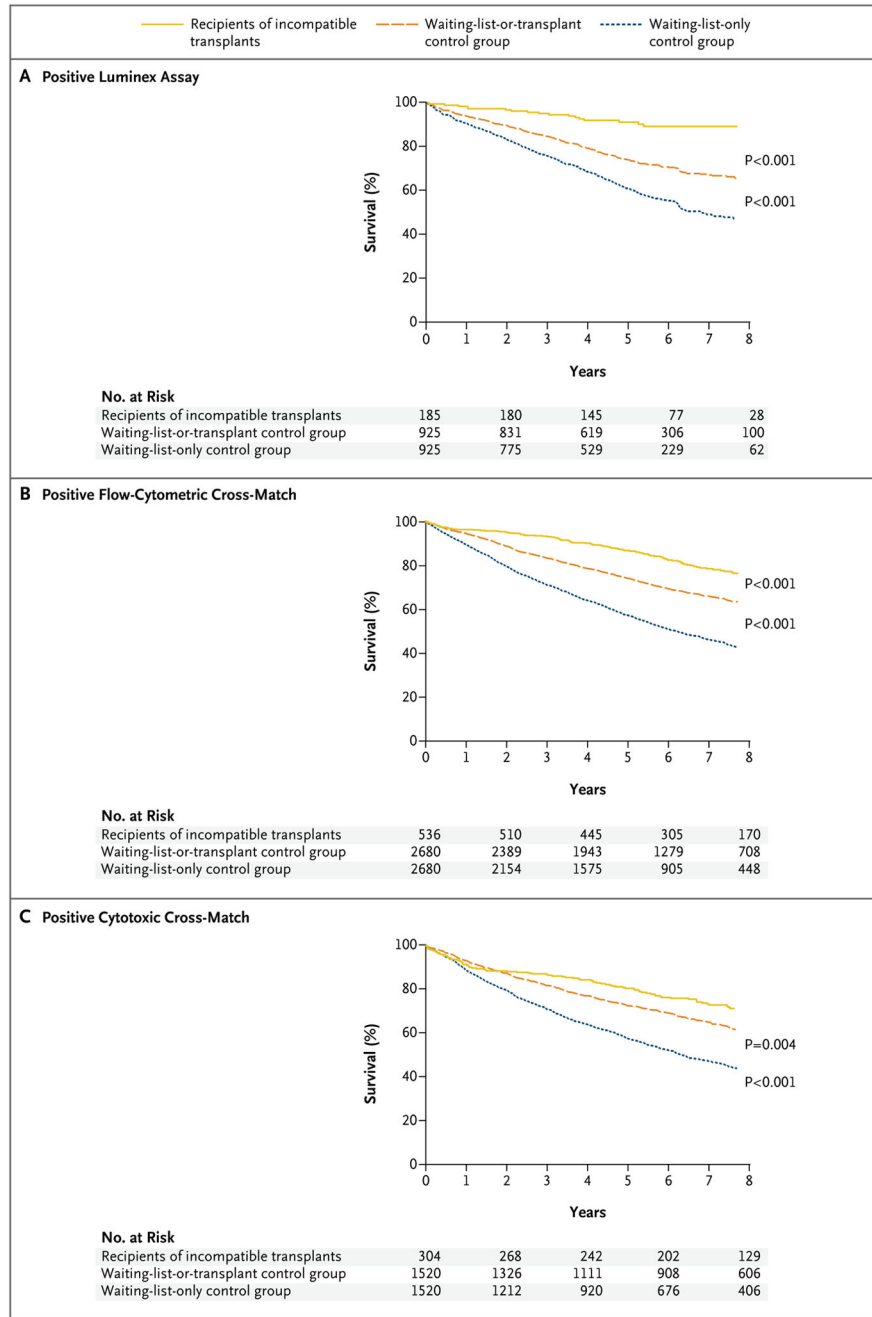 Recipients of incompatible transplants
Waiting-list-or-transplant control group
Waiting-list-only control group
A Positive Luminex Assay
100
80
60
40
20
0
Survival (%)
P<0.001
P<0.001
0 1 2 3 4 5 6 7 8
Years
No. at Risk
Recipients of incompatible transplants 185 180 145 77 28
Waiting-list-or-transplant control group 925 831 619 306 100
Waiting-list-only control group 925 775 529 229 62
B Positive Flow-Cytometric Cross-Match
100
80
60
40
20
0
Survival (%)
P<0.001
P<0.001
0 1 2 3 4 5 6 7 8
Years
No. at Risk
Recipients of incompatible transplants 536 510 445 305 170
Waiting-list-or-transplant control group 2680 2389 1943 1279 708
Waiting-list-only control group 2680 2154 1575 905 448
C Positive Cytotoxic Cross-Match
100
80
60
40
20
0
Survival (%)
P=0.004
P<0.001
0 1 2 3 4 5 6 7 8
Years
No. at Risk
Recipients of incompatible transplants 304 268 242 202 129
Waiting-list-or-transplant control group 1520 1326 1111 908 606
Waiting-list-only control group 1520 1212 920 676 406